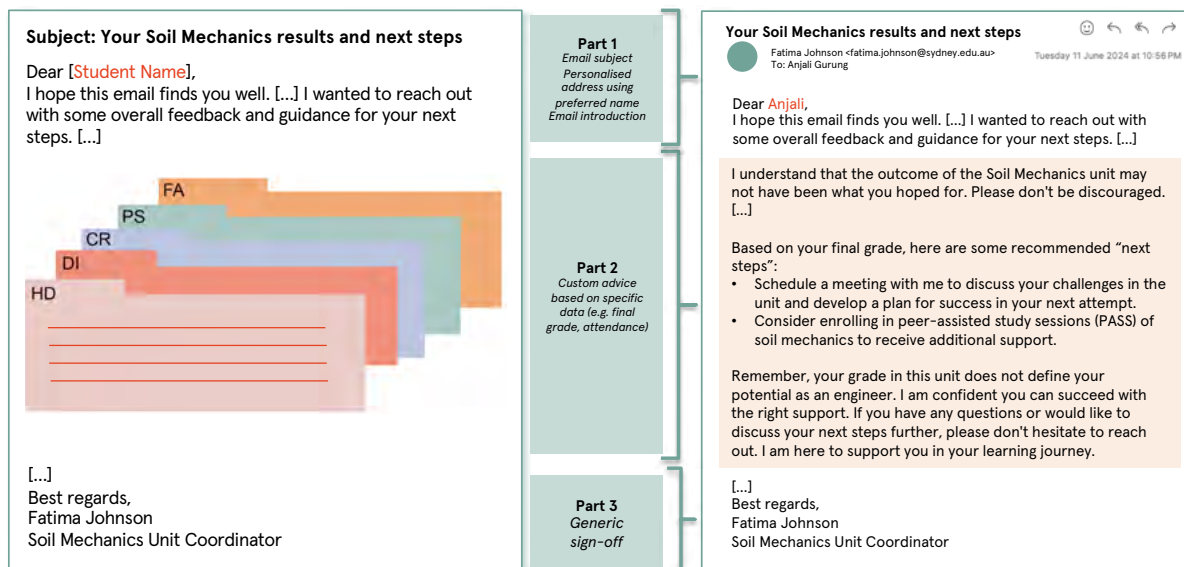 Subject: Your Soil Mechanics results and next steps
Dear [Student Name],
I hope this email finds you well. [...] I wanted to reach out
with some overall feedback and guidance for your next
steps. [...]
FA
PS
CR
DI
HD
[...]
Best regards,
Fatima Johnson
Soil Mechanics Unit Coordinator
Part 1
Email subject
Personalised
address using
preferred name
Email introduction
Part 2
Custom advice
based on specific
data (e.g. final
grade, attendance)
Part 3
Generic
sign-off
Your Soil Mechanics results and next steps
Fatima Johnson <fatima.johnson@sydney.edu.au>
To: Anjali Gurung
Tuesday 11 June 2024 at 10:56 PM
Dear Anjali,
I hope this email finds you well. [...] I wanted to reach out with
some overall feedback and guidance for your next steps. [...]
I understand that the outcome of the Soil Mechanics unit may
not have been what you hoped for. Please don't be discouraged.
[...]
Based on your final grade, here are some recommended “next
steps”:
• Schedule a meeting with me to discuss your challenges in the
unit and develop a plan for success in your next attempt.
• Consider enrolling in peer-assisted study sessions (PASS) of
soil mechanics to receive additional support.
Remember, your grade in this unit does not define your
potential as an engineer. I am confident you can succeed with
the right support. If you have any questions or would like to
discuss your next steps further, please don't hesitate to reach
out. I am here to support you in your learning journey.
[...]
Best regards,
Fatima Johnson
Soil Mechanics Unit Coordinator